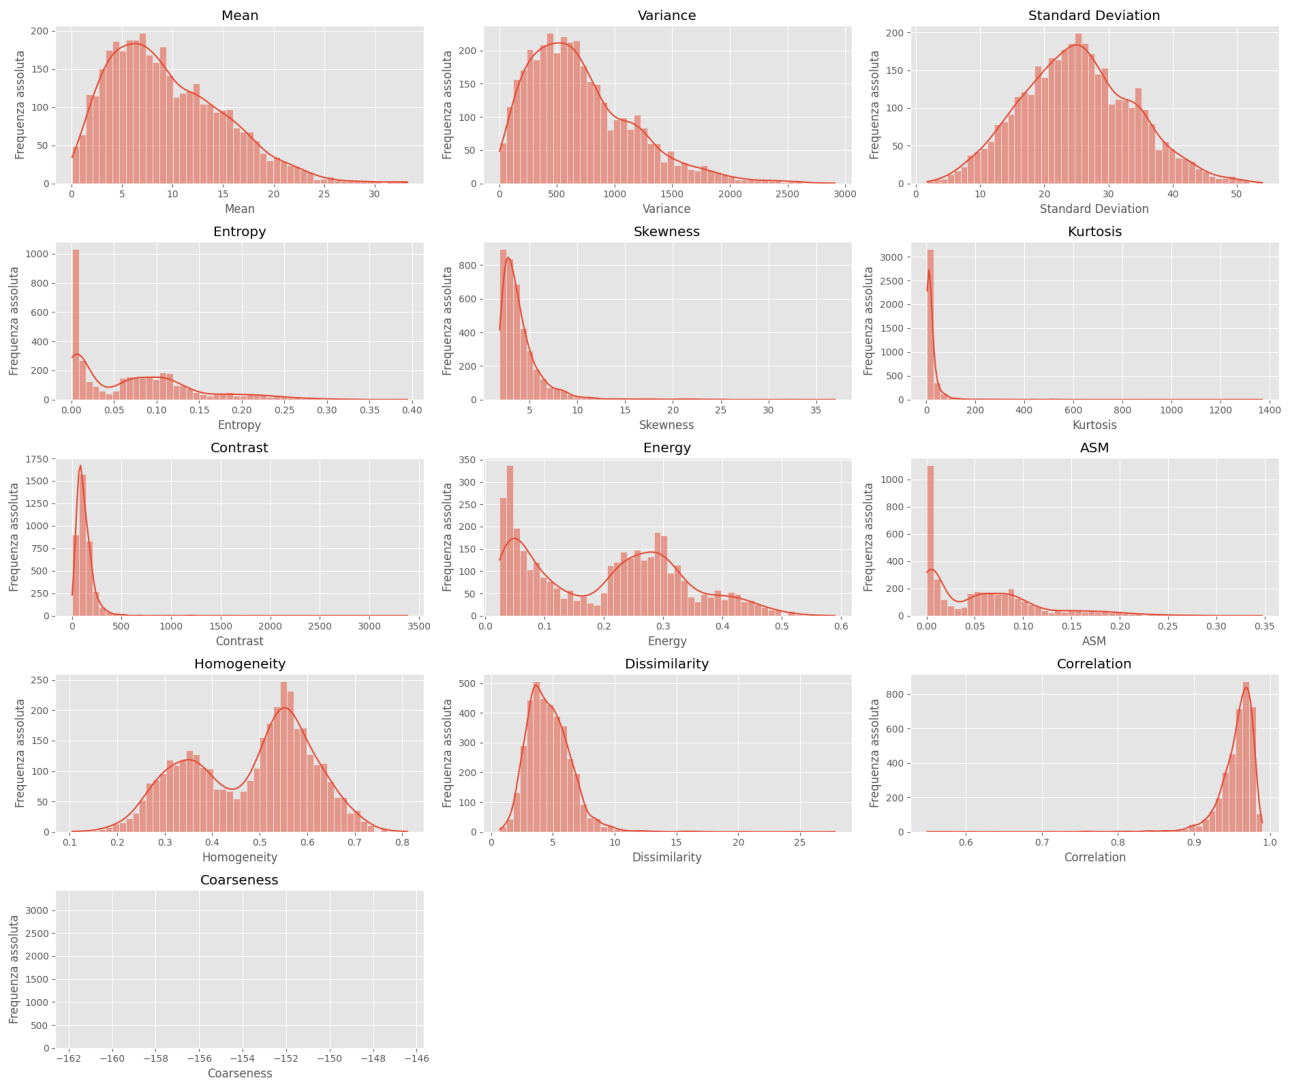 Mean
Frequenza assoluta
200
150
100
50
0
0 5 10 15 20 25 30
Mean
Variance
Frequenza assoluta
200
150
100
50
0
0 500 1000 1500 2000 2500 3000
Variance
Standard Deviation
Frequenza assoluta
200
150
100
50
0
0 10 20 30 40 50
Standard Deviation
Entropy
Frequenza assoluta
1000
800
600
400
200
0
0.00 0.05 0.10 0.15 0.20 0.25 0.30 0.35 0.40
Entropy
Skewness
Frequenza assoluta
800
600
400
200
0
5 10 15 20 25 30 35
Skewness
Kurtosis
Frequenza assoluta
3000
2500
2000
1500
1000
500
0
0 200 400 600 800 1000 1200 1400
Kurtosis
Contrast
Frequenza assoluta
1750
1500
1250
1000
750
500
250
0
0 500 1000 1500 2000 2500 3000 3500
Contrast
Energy
Frequenza assoluta
350
300
250
200
150
100
50
0
0.0 0.1 0.2 0.3 0.4 0.5 0.6
Energy
ASM
Frequenza assoluta
1000
800
600
400
200
0
0.00 0.05 0.10 0.15 0.20 0.25 0.30 0.35
ASM
Homogeneity
Frequenza assoluta
250
200
150
100
50
0
0.1 0.2 0.3 0.4 0.5 0.6 0.7 0.8
Homogeneity
Dissimilarity
Frequenza assoluta
500
400
300
200
100
0
0 5 10 15 20 25
Dissimilarity
Correlation
Frequenza assoluta
800
600
400
200
0
0.6 0.7 0.8 0.9 1.0
Correlation
Coarseness
Frequenza assoluta
3000
2500
2000
1500
1000
500
0
−162 −160 −158 −156 −154 −152 −150 −148 −146
Coarseness